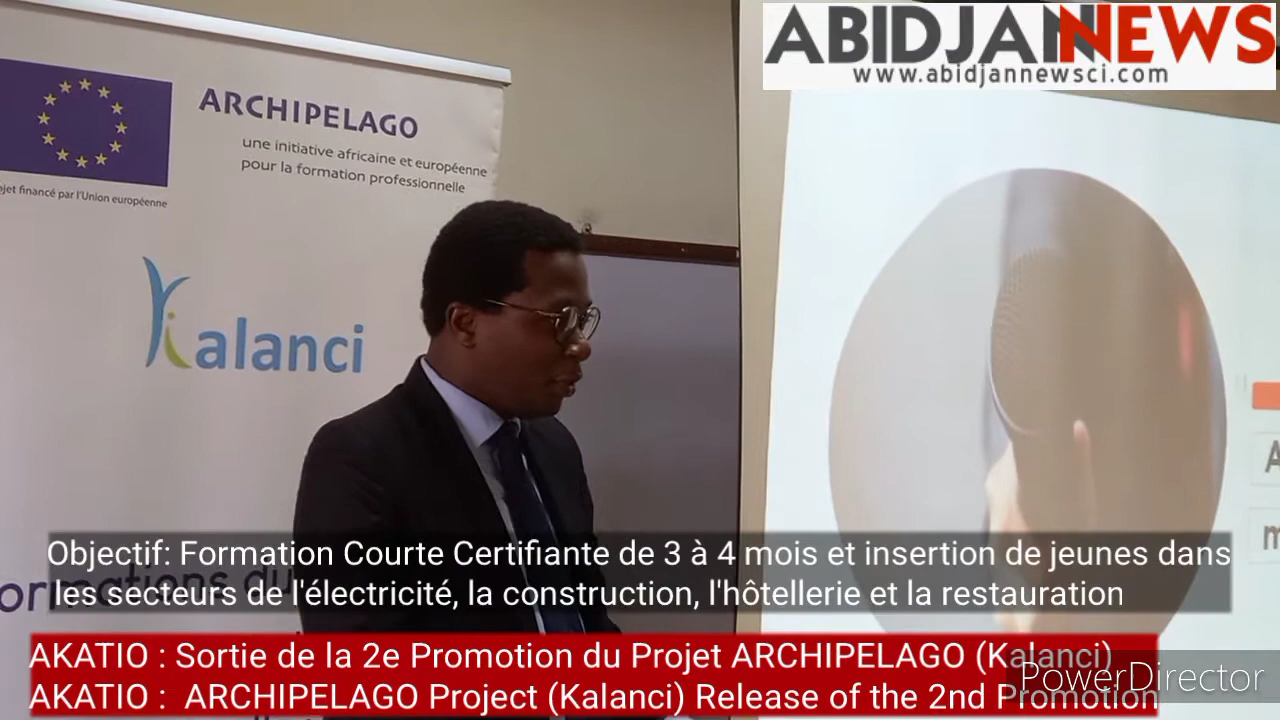 ABIDJANNEWS
www.abidjannewsci.com
ARCHIPELAGO
une initiative africaine et européenne
pour la formation professionnelle
financé par l'Union européenne
Kalanci
Objectif: Formation Courte Certifiante de 3 à 4 mois et insertion de jeunes dans
les secteurs de l'électricité, la construction, l'hôtellerie et la restauration
AKATIO : Sortie de la 2e Promotion du Projet ARCHIPELAGO (Kalanci)
AKATIO : ARCHIPELAGO Project (Kalanci) Release of the 2nd Promotion
PowerDirector